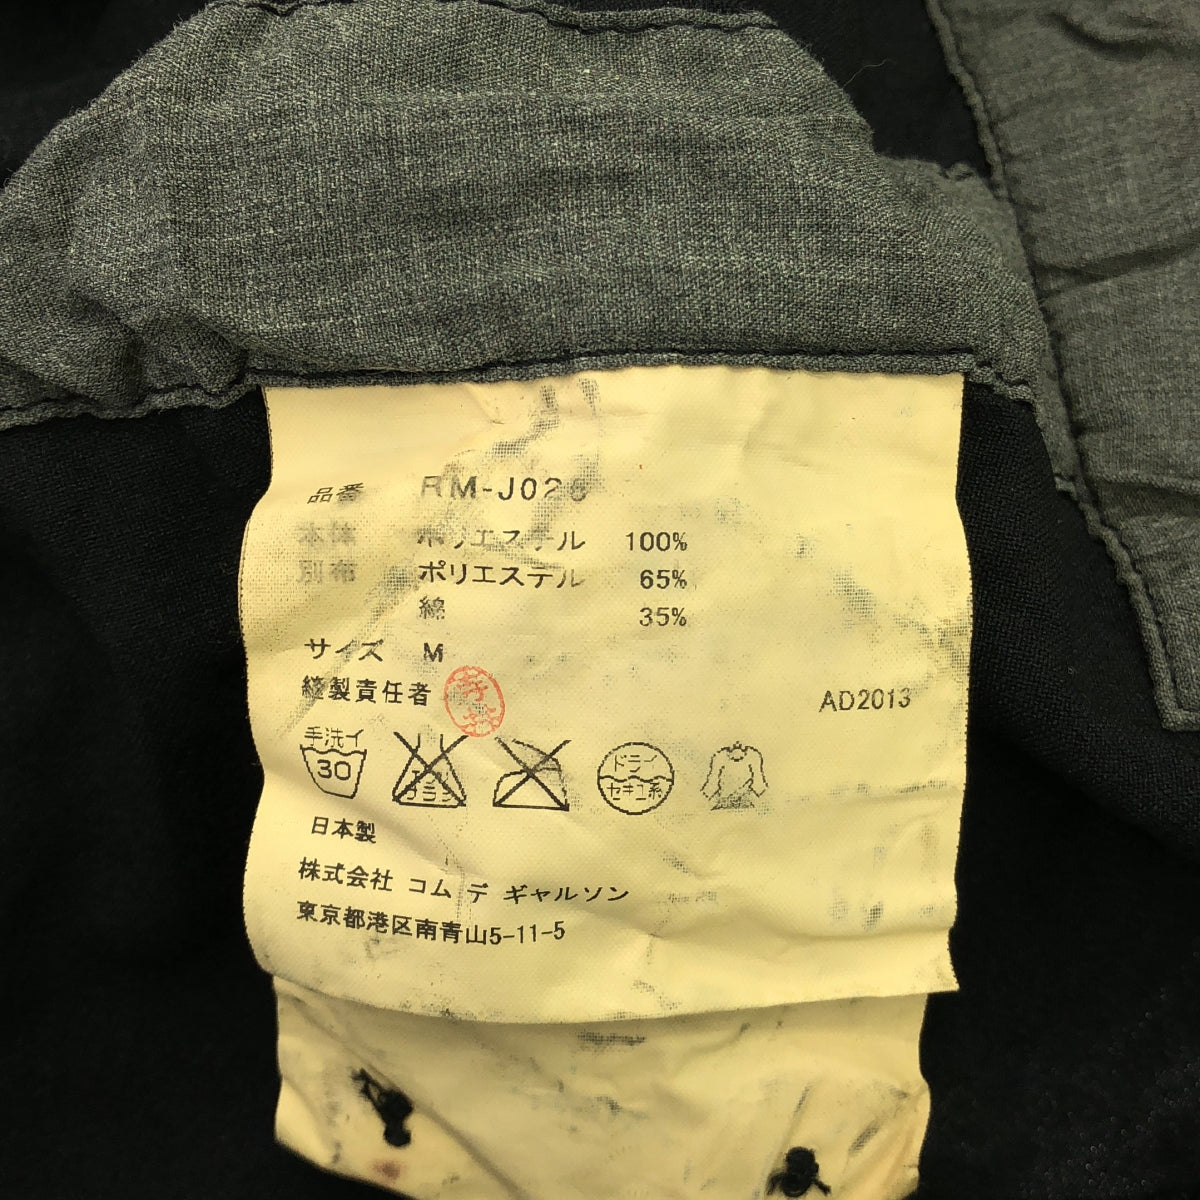 品番 RM-J026
本体 ポリエステル 100%
別布 ポリエステル 65%
綿 35%
サイズ M
縫製責任者
AD2013
手洗イ
30
ドライ
セキユ系
日本製
株式会社 コム デ ギャルソン
東京都港区南青山5-11-5